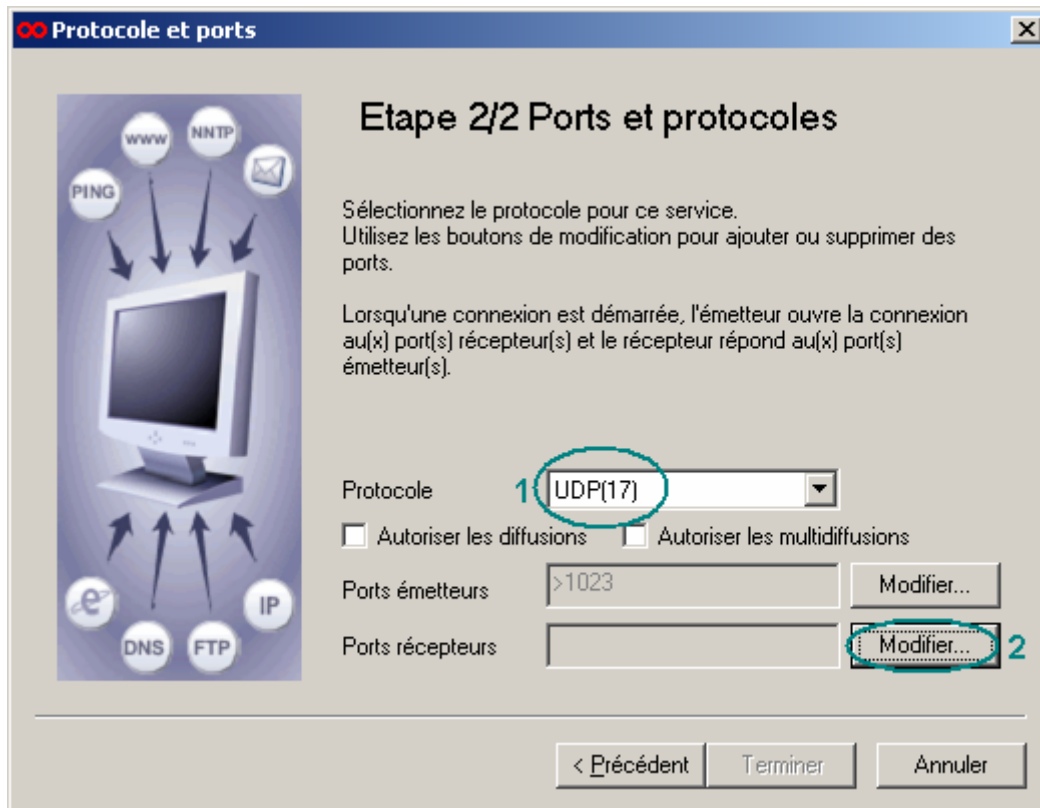 Protocole et ports
Etape 2/2 Ports et protocoles
www
NNTP
PING
Sélectionnez le protocole pour ce service.
Utilisez les boutons de modification pour ajouter ou supprimer des
ports.
Lorsqu'une connexion est démarrée, l'émetteur ouvre la connexion
au(x) port(s) récepteur(s) et le récepteur répond au(x) port(s)
émetteur(s).
Protocole 1 UDP(17)
Autoriser les diffusions Autoriser les multidiffusions
Ports émetteurs >1023 Modifier...
Ports récepteurs Modifier... 2
e
IP
DNS
FTP
< Précédent Terminer Annuler